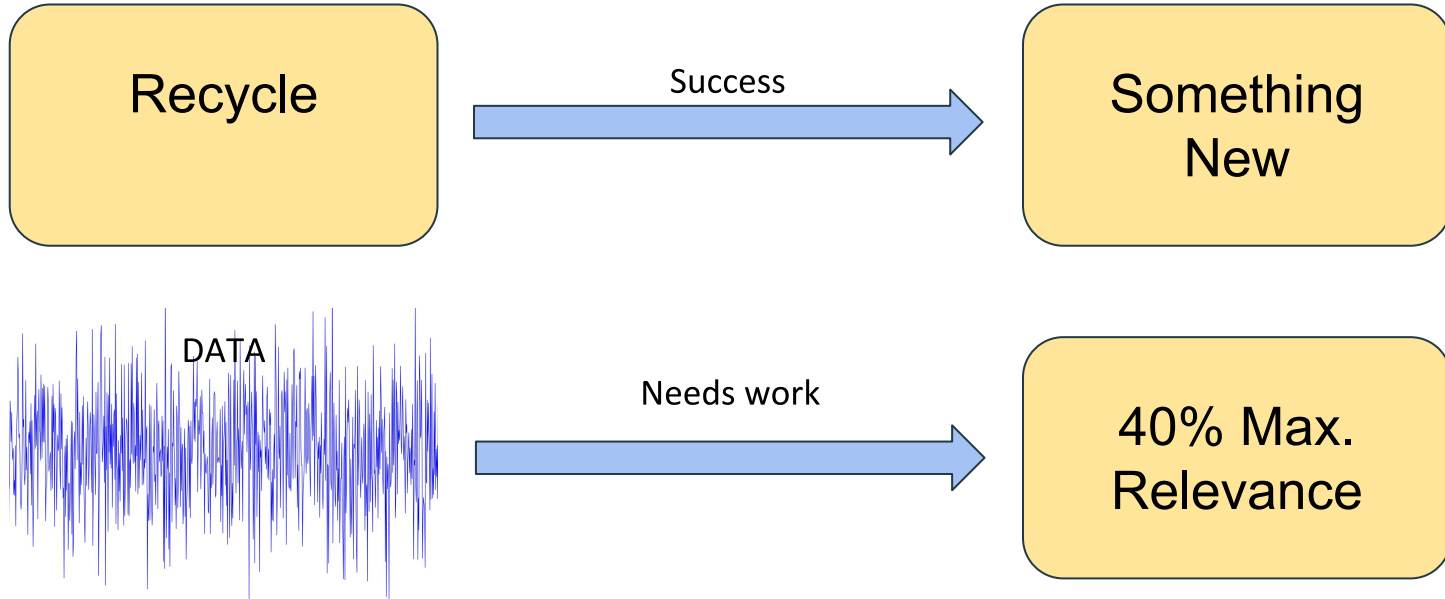 Recycle
Success
Something
New
DATA
Needs work
40% Max.
Relevance